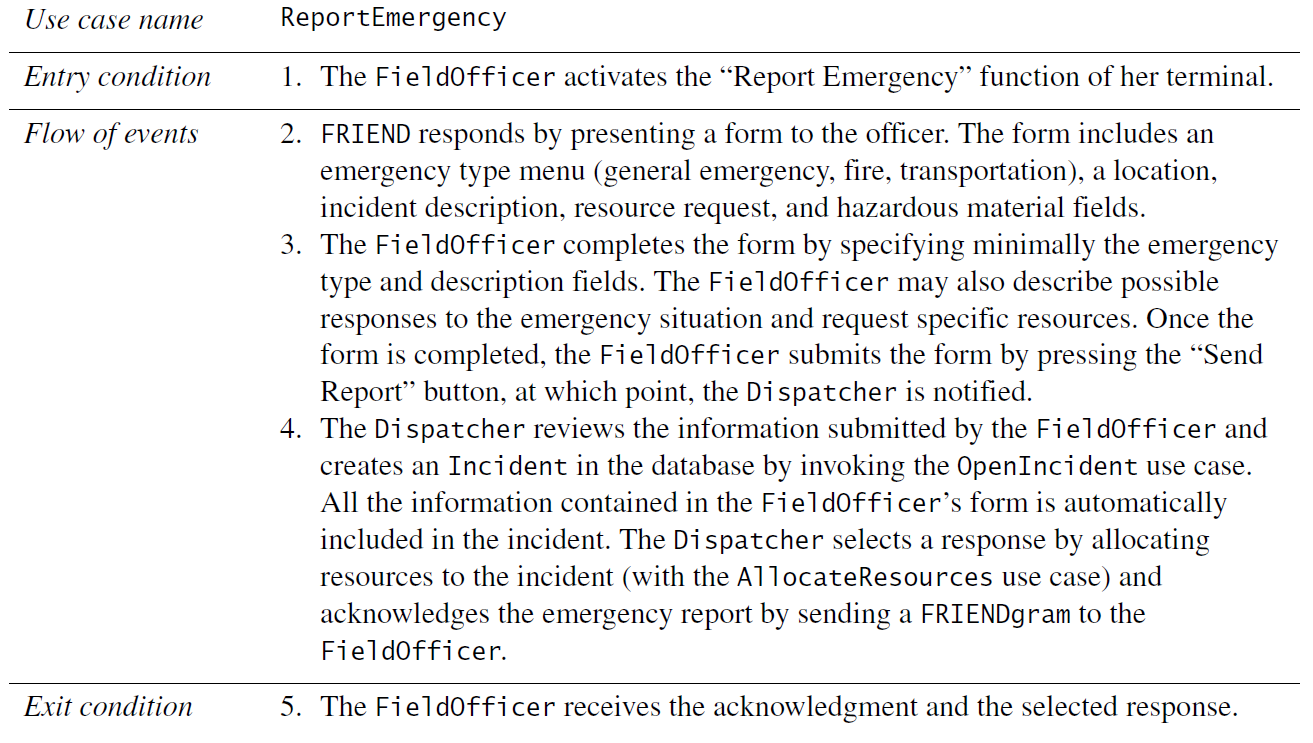 Use case name ReportEmergency
Entry condition 1. The FieldOfficer activates the “Report Emergency” function of her terminal.
Flow of events 2. FRIEND responds by presenting a form to the officer. The form includes an
emergency type menu (general emergency, fire, transportation), a location,
incident description, resource request, and hazardous material fields.
3. The FieldOfficer completes the form by specifying minimally the emergency
type and description fields. The FieldOfficer may also describe possible
responses to the emergency situation and request specific resources. Once the
form is completed, the FieldOfficer submits the form by pressing the “Send
Report” button, at which point, the Dispatcher is notified.
4. The Dispatcher reviews the information submitted by the FieldOfficer and
creates an Incident in the database by invoking the OpenIncident use case.
All the information contained in the FieldOfficer’s form is automatically
included in the incident. The Dispatcher selects a response by allocating
resources to the incident (with the AllocateResources use case) and
acknowledges the emergency report by sending a FRIENDgram to the
FieldOfficer.
Exit condition 5. The FieldOfficer receives the acknowledgment and the selected response.